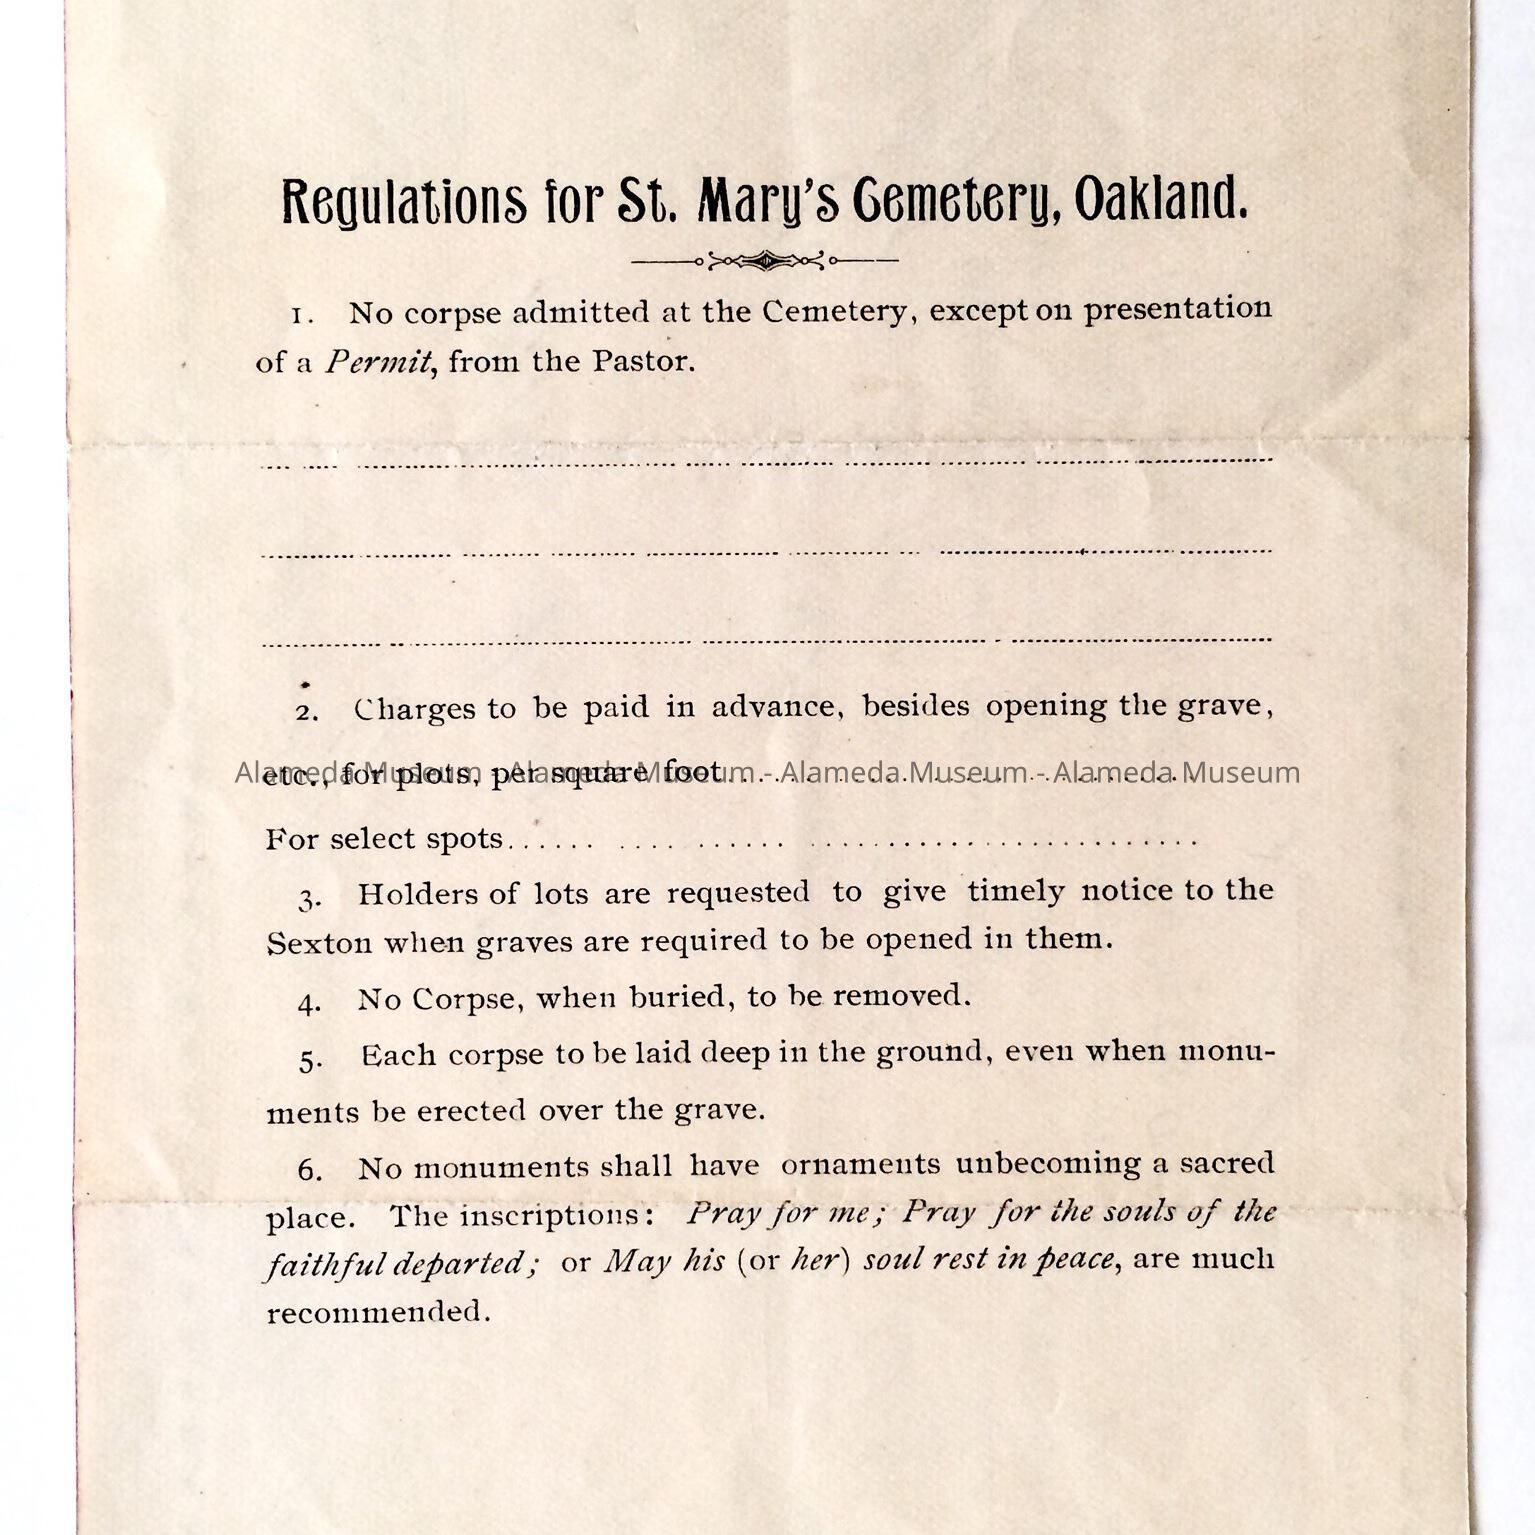 Regulations for St. Mary's Cemetery, Oakland.
1. No corpse admitted at the Cemetery, except on presentation
of a Permit, from the Pastor.
2. Charges to be paid in advance, besides opening the grave,
etc., for plots, per square foot
Alameda Museum - Alameda Museum - Alameda Museum - Alameda Museum
For select spots
3. Holders of lots are requested to give timely notice to the
Sexton when graves are required to be opened in them.
4. No Corpse, when buried, to be removed.
5. Each corpse to be laid deep in the ground, even when monu-
ments be erected over the grave.
6. No monuments shall have ornaments unbecoming a sacred
place. The inscriptions: Pray for me; Pray for the souls of the
faithful departed; or May his (or her) soul rest in peace, are much
recommended.